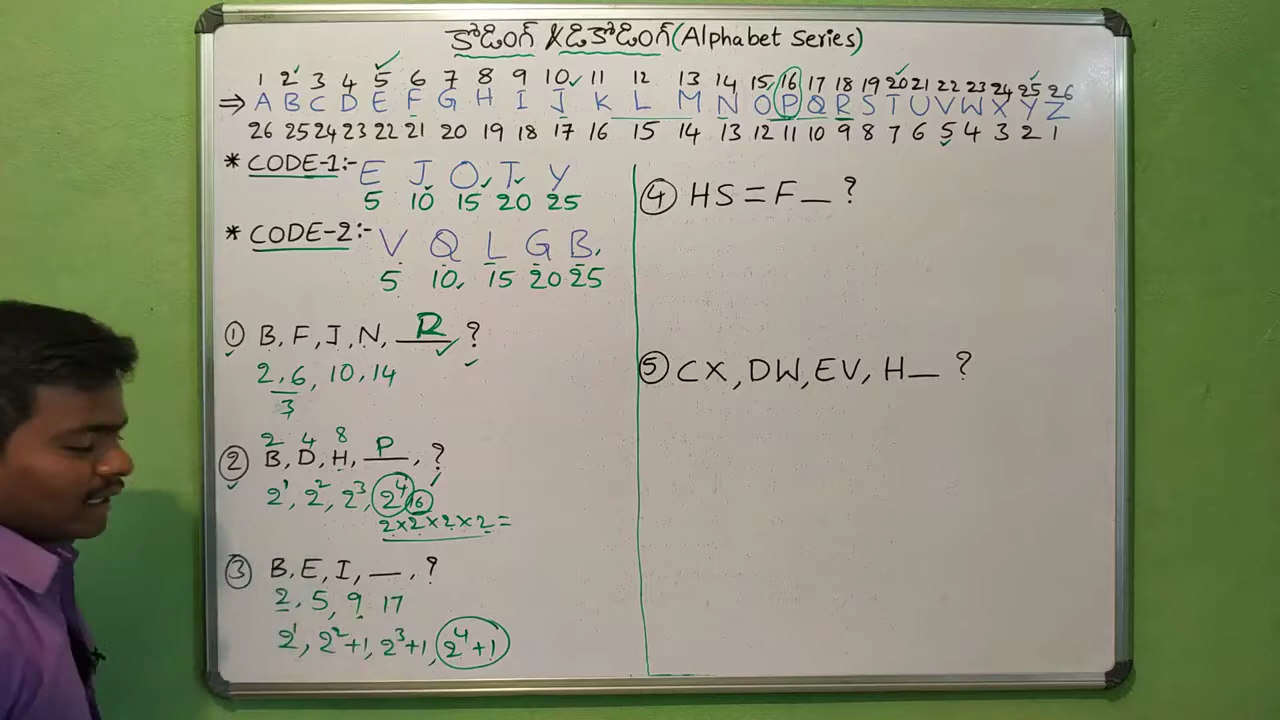 కోడింగ్ & డీకోడింగ్ (Alphabet Series)
1 2 3 4 5 6 7 8 9 10 11 12 13 14 15 16 17 18 19 20 21 22 23 24 25 26
⇒ A B C D E F G H I J K L M N O P Q R S T U V W X Y Z
26 25 24 23 22 21 20 19 18 17 16 15 14 13 12 11 10 9 8 7 6 5 4 3 2 1
* CODE-1:- E J O T Y
5 10 15 20 25
* CODE-2:- V Q L G B
5 10 15 20 25
① B, F, J, N, R ?
2, 6, 10, 14
3
2 4 8
② B, D, H, P, ?
2¹, 2², 2³, 2⁴ 16
2×2×2×2=
③ B, E, I, __, ?
2, 5, 9 17
2¹, 2²+1, 2³+1, 2⁴+1
④ HS = F _ ?
⑤ CX, DW, EV, H_ ?